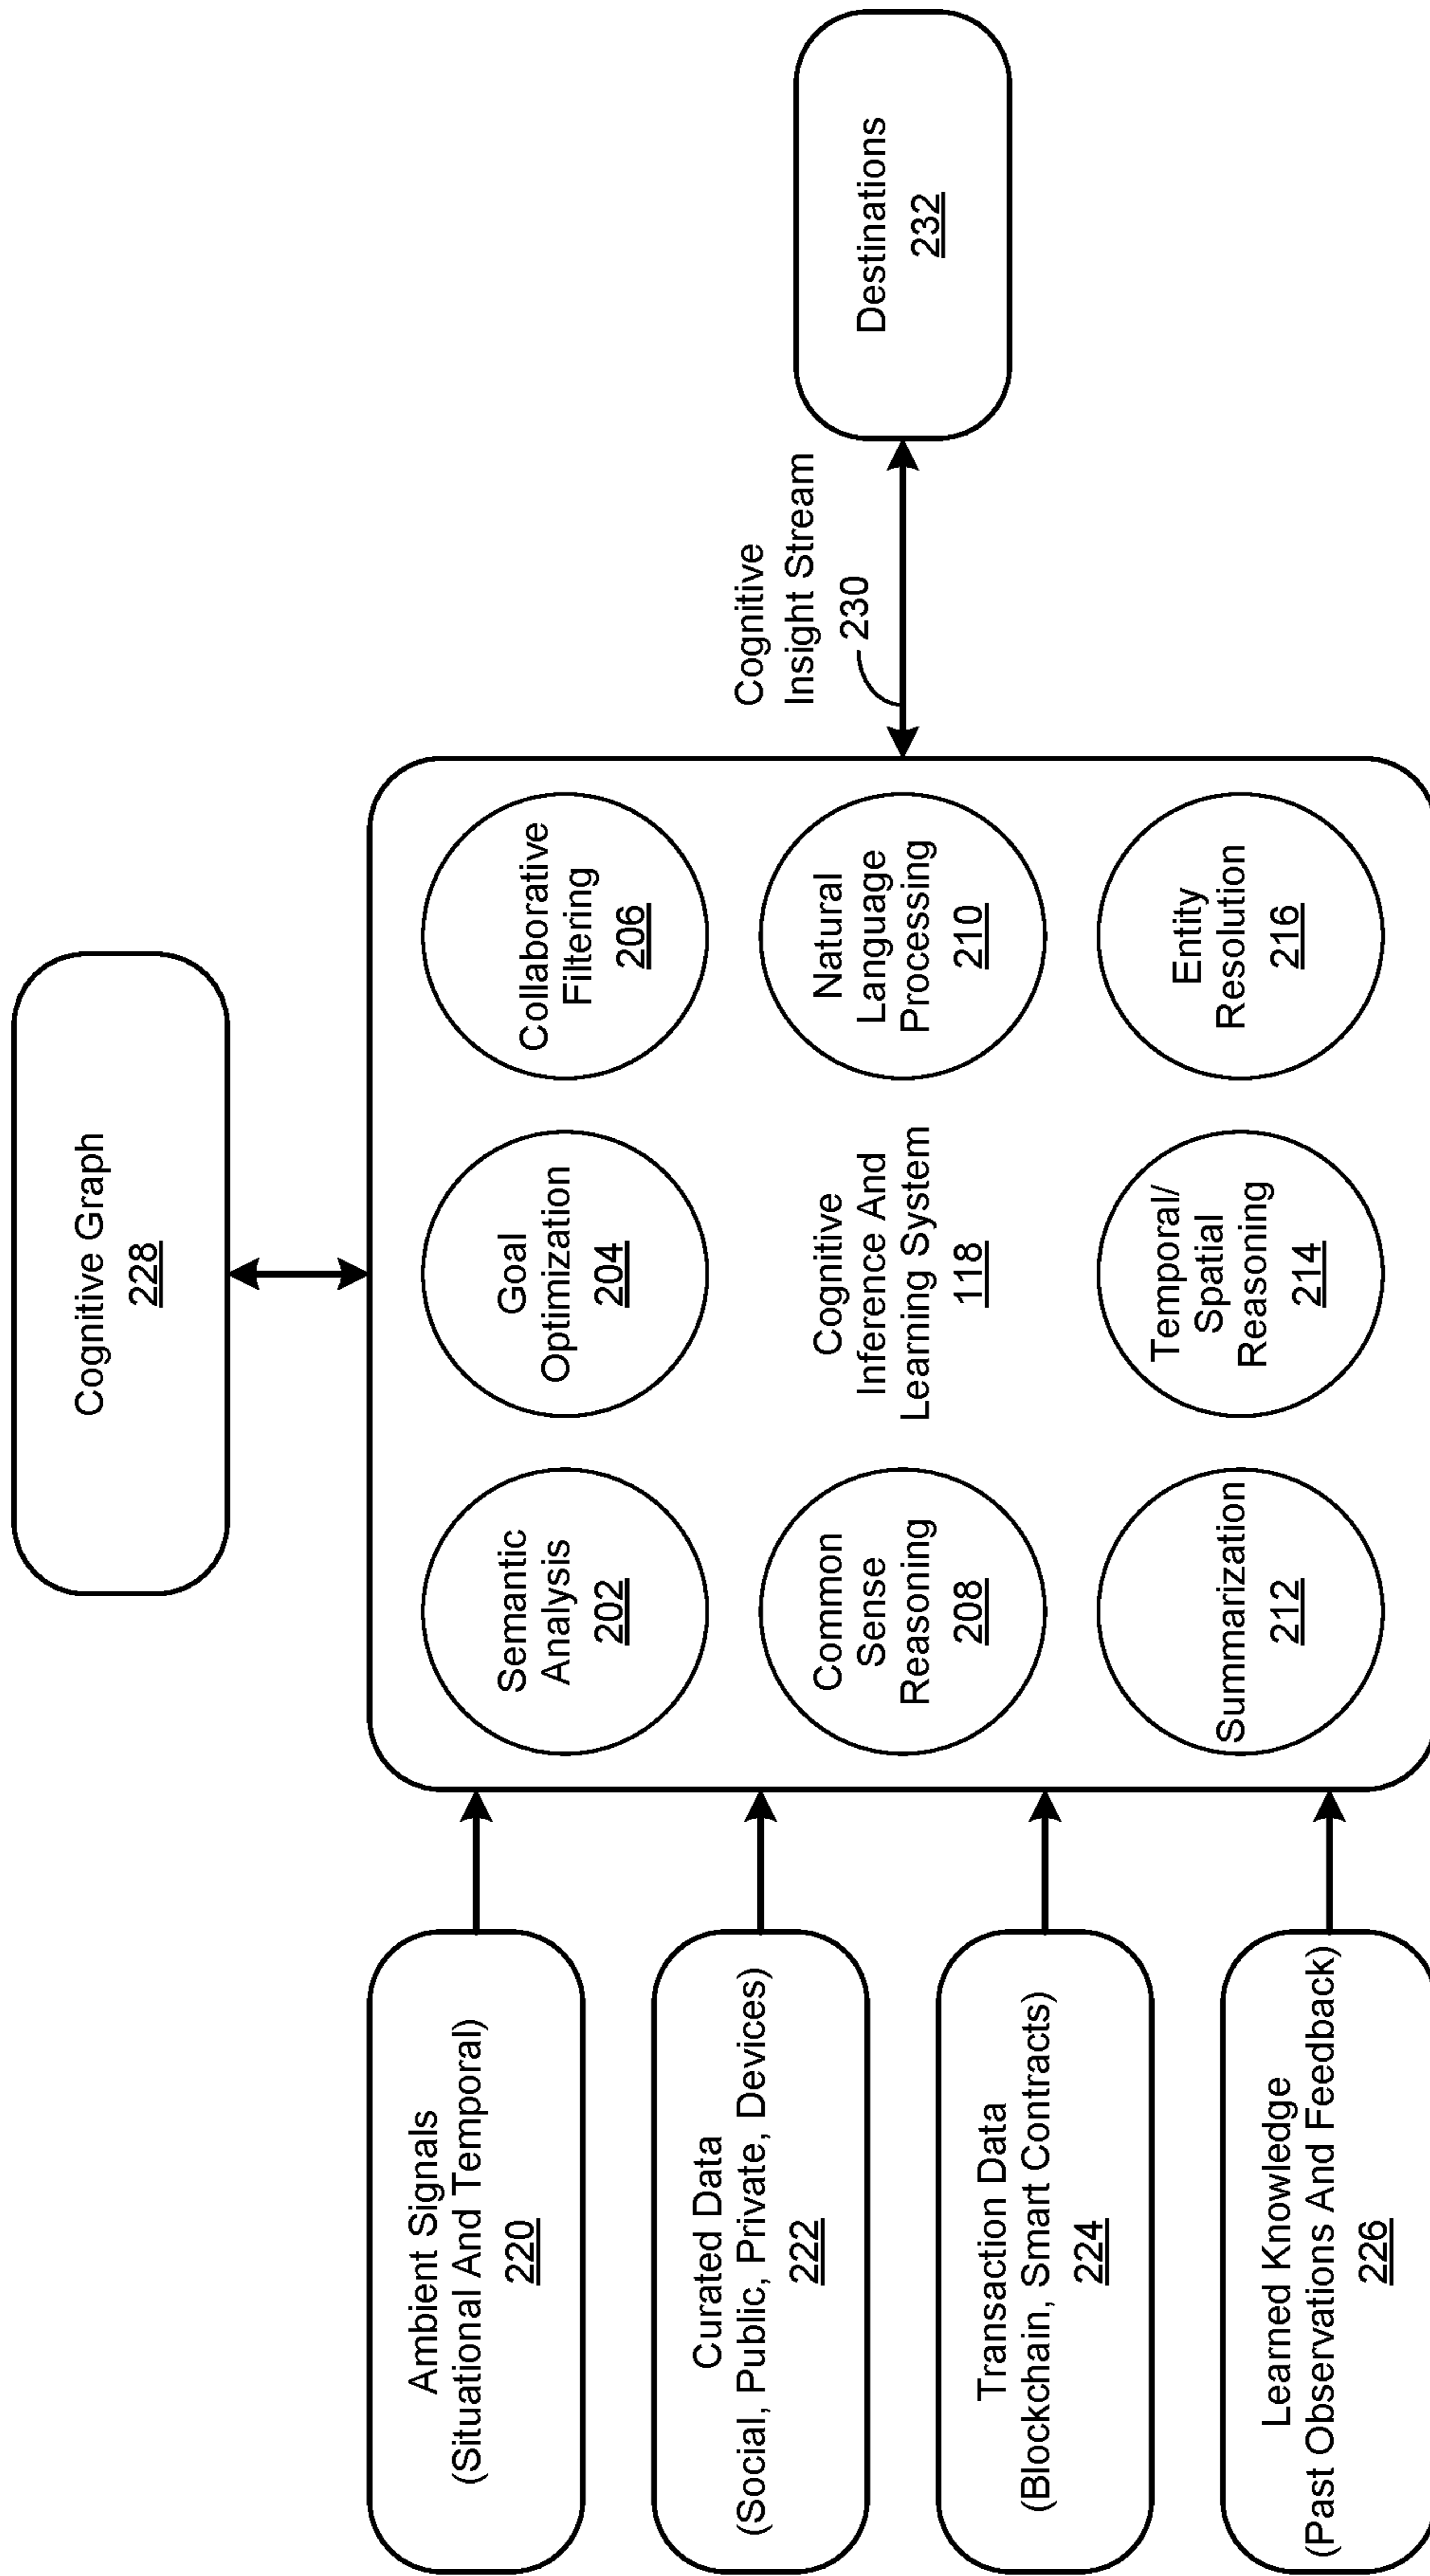 Cognitive Graph
228
Ambient Signals
(Situational And Temporal)
220
Curated Data
(Social, Public, Private, Devices)
222
Transaction Data
(Blockchain, Smart Contracts)
224
Learned Knowledge
(Past Observations And Feedback)
226
Semantic
Analysis
202
Goal
Optimization
204
Collaborative
Filtering
206
Common
Sense
Reasoning
208
Cognitive
Inference And
Learning System
118
Natural
Language
Processing
210
Summarization
212
Temporal/
Spatial
Reasoning
214
Entity
Resolution
216
Cognitive
Insight Stream
230
Destinations
232